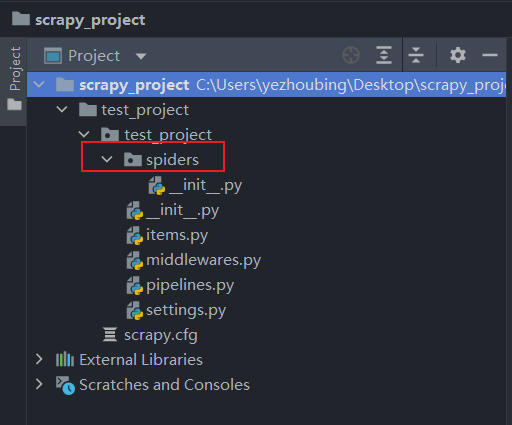 scrapy_project
Project
Project
scrapy_project C:\Users\yezhoubing\Desktop\scrapy_proj
test_project
test_project
spiders
__init__.py
__init__.py
items.py
middlewares.py
pipelines.py
settings.py
scrapy.cfg
External Libraries
Scratches and Consoles